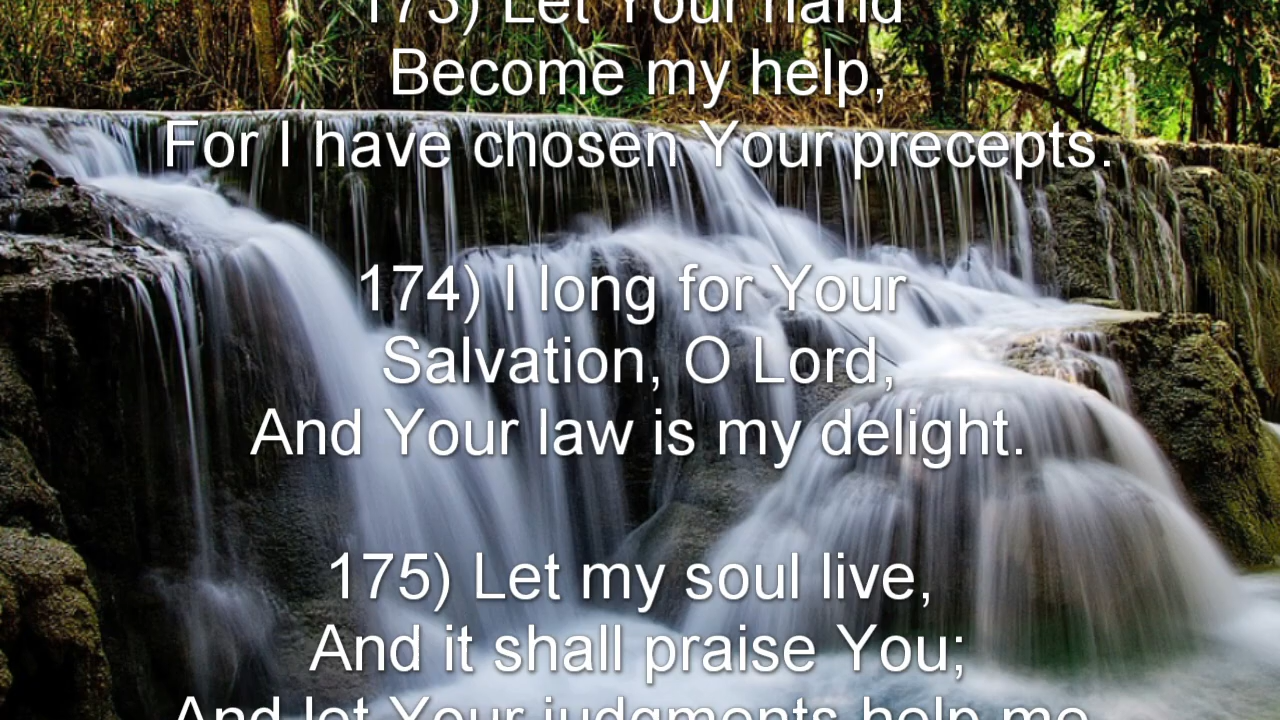 173) Let Your hand
Become my help,
For I have chosen Your precepts.
174) I long for Your
Salvation, O Lord,
And Your law is my delight.
175) Let my soul live,
And it shall praise You;
And let Your judgments help me.